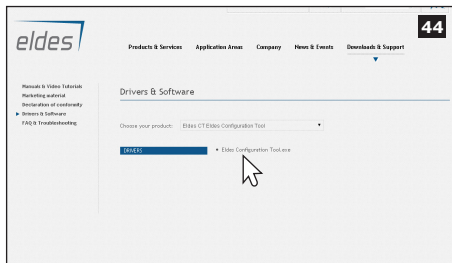 44
eldes
Products & Services Application Areas Company News & Events Downloads & Support
Manuals & Video Tutorials
Marketing material
Declaration of conformity
Drivers & Software
FAQ & Troubleshooting
Drivers & Software
Choose your product: Eldes CT Eldes Configuration Tool
DRIVERS
Eldes Configuration Tool.exe